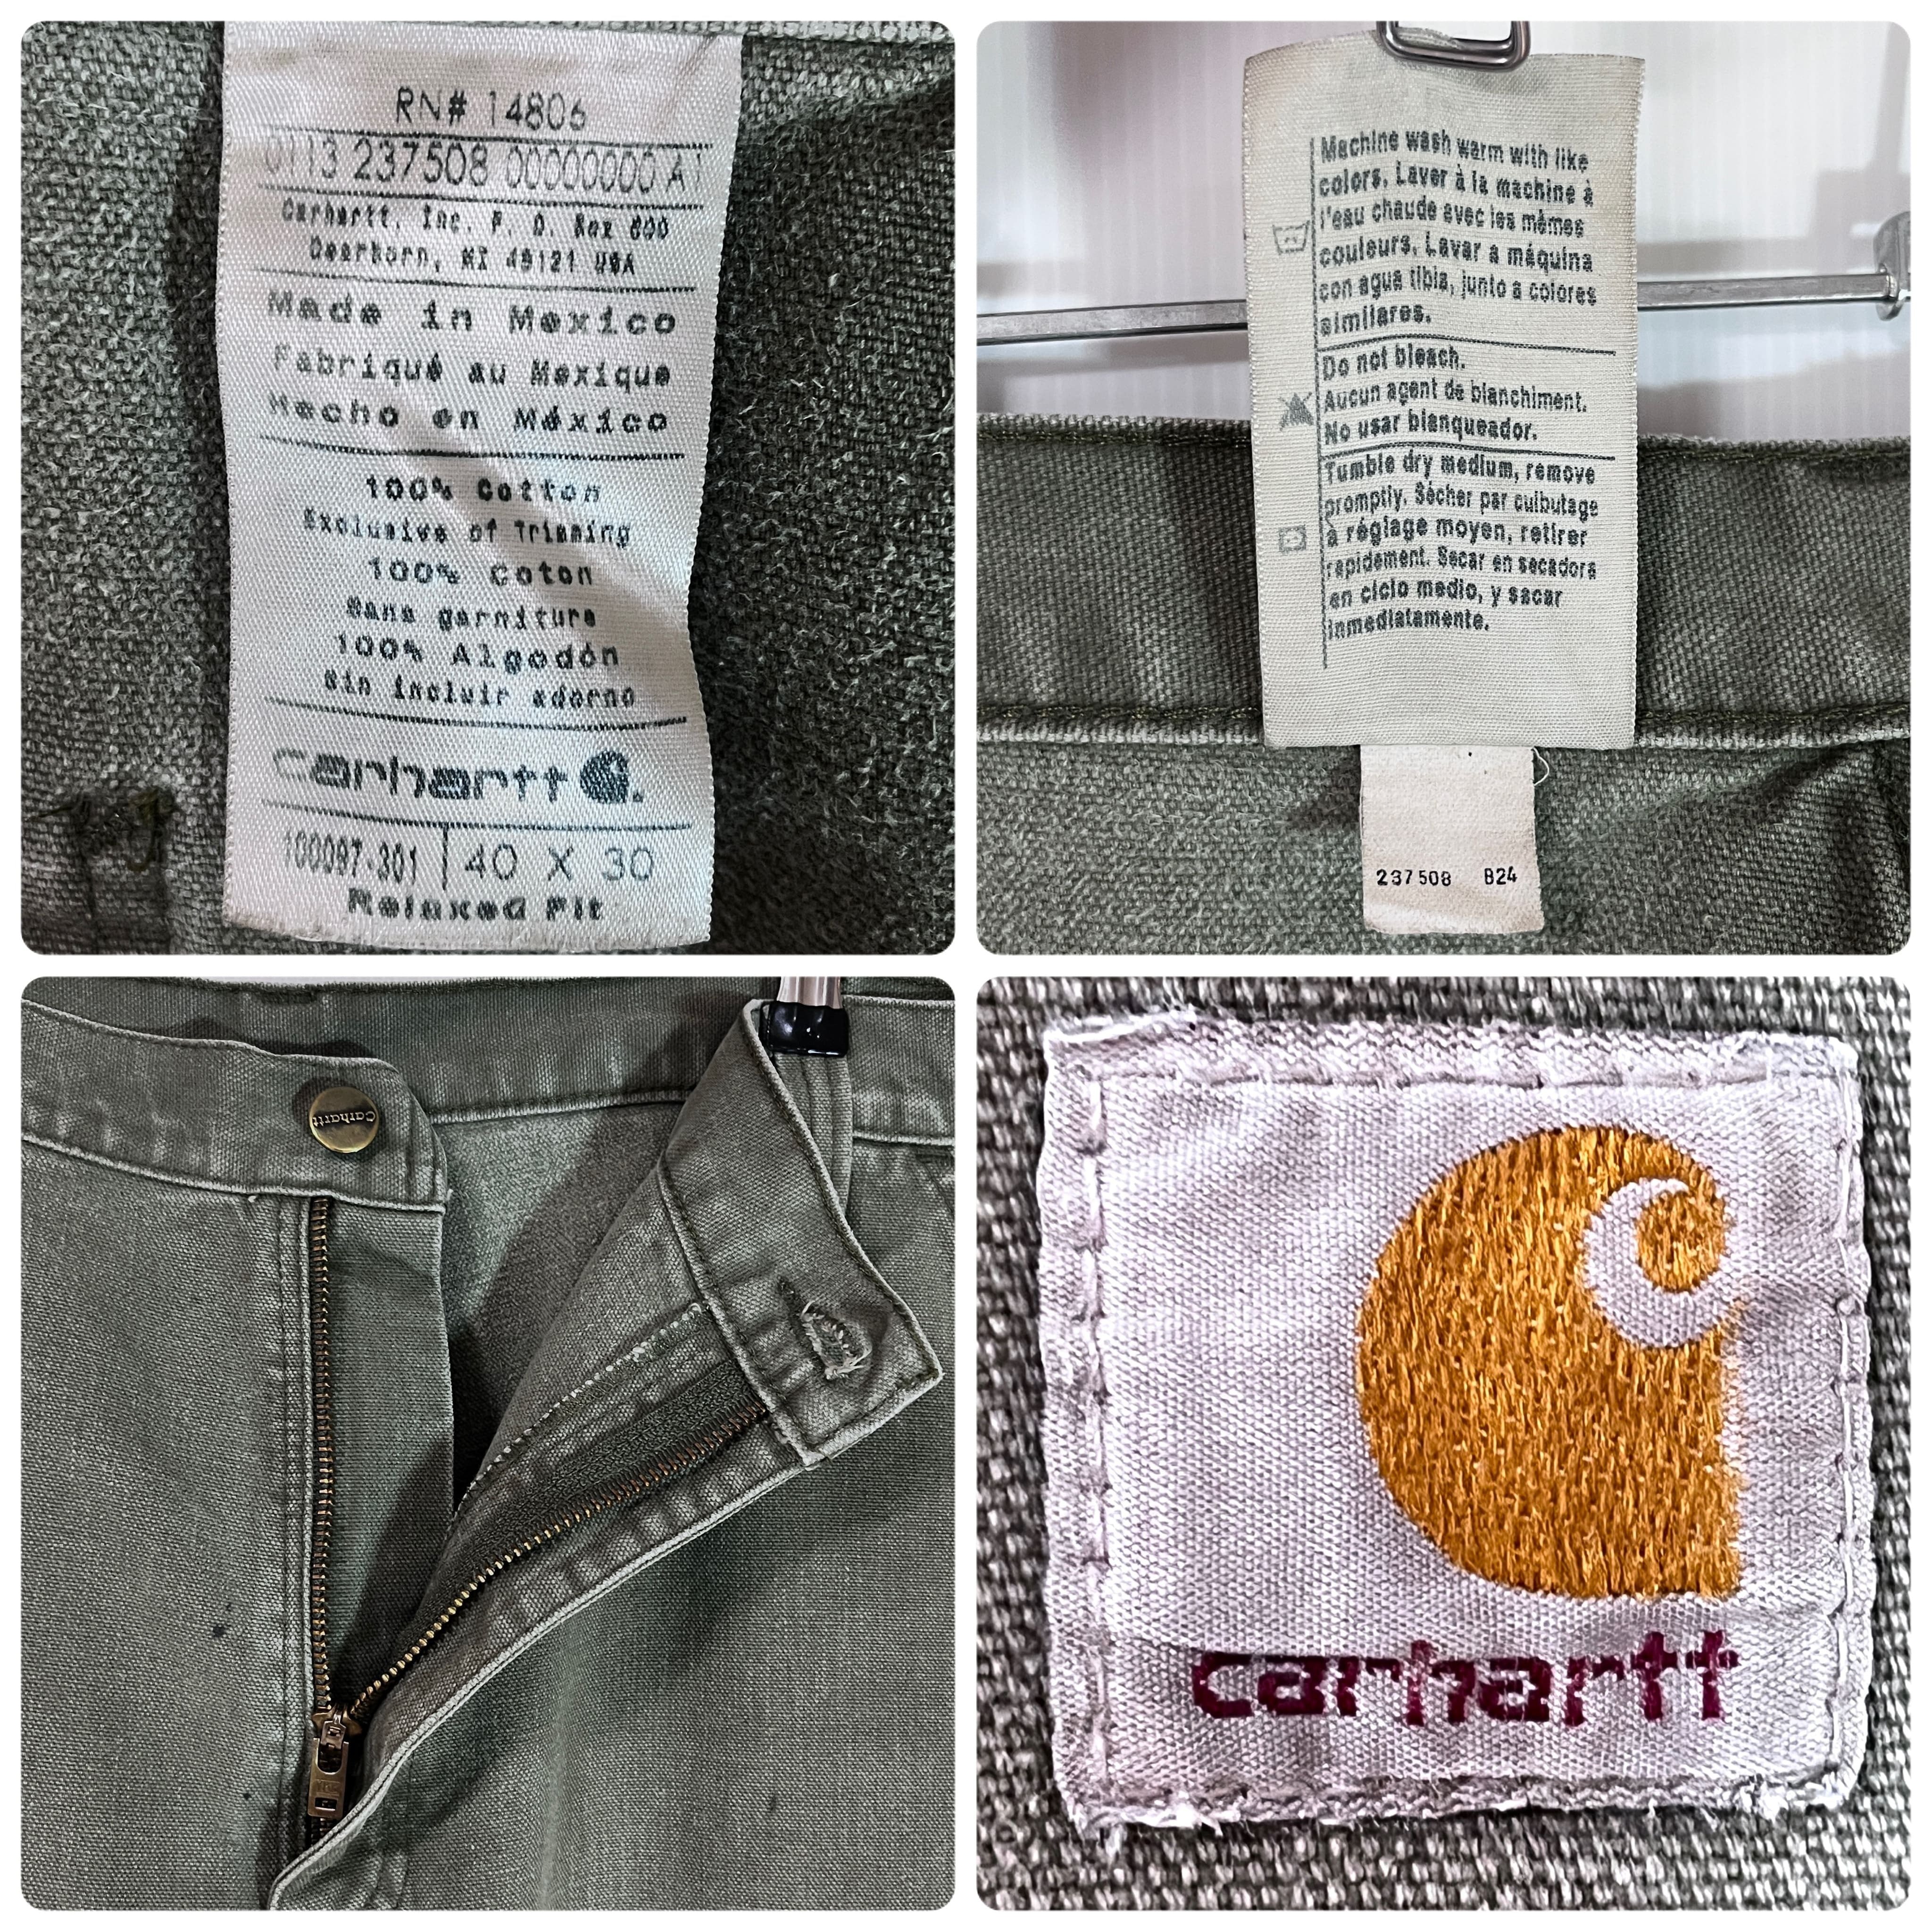 RN# 14806
0113 237508 00000000 A1
Carhartt, Inc. P. O. Box 600
Dearborn, MI 48121 USA
Made in Mexico
Fabriqué au Mexique
Hecho en México
100% Cotton
Exclusive of Trimming
100% Coton
Sans garniture
100% Algodón
Sin incluir adorno
carhartt
100097-301 40 X 30
Relaxed Fit
Machine wash warm with like
colors. Laver à la machine à
l'eau chaude avec les mêmes
couleurs. Lavar a máquina
con agua tibia, junto a colores
similares.
Do not bleach.
Aucun agent de blanchiment.
No usar blanqueador.
Tumble dry medium, remove
promptly. Sécher par culbutage
à réglage moyen, retirer
rapidement. Secar en secadora
en ciclo medio, y sacar
inmediatamente.
237508 B24
Carhartt
carhartt